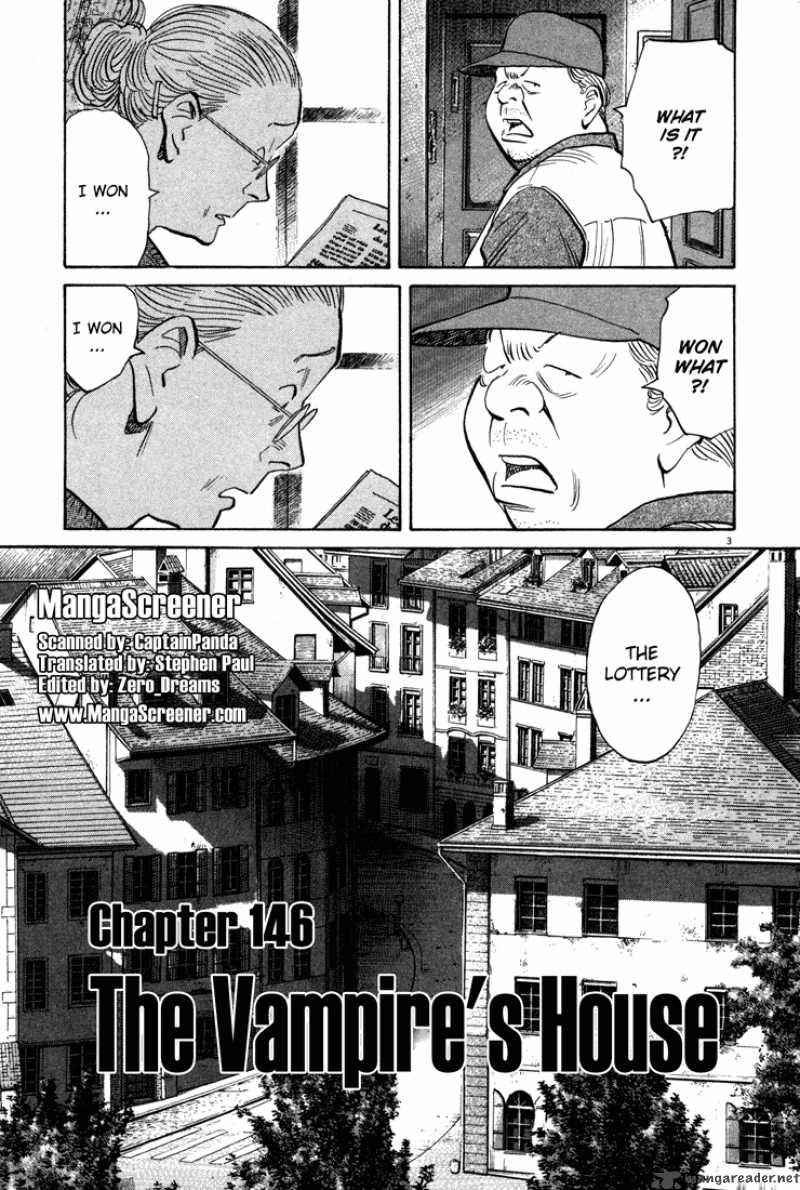 WHAT
IS IT
?!
I WON
...
WON
WHAT
?!
I WON
...
3
THE
LOTTERY
...
MangaScreener
Scanned by: CaptainPanda
Translated by: Stephen Paul
Edited by: Zero_Dreams
www.MangaScreener.com
Chapter 146
The Vampire's House
mangareader.net